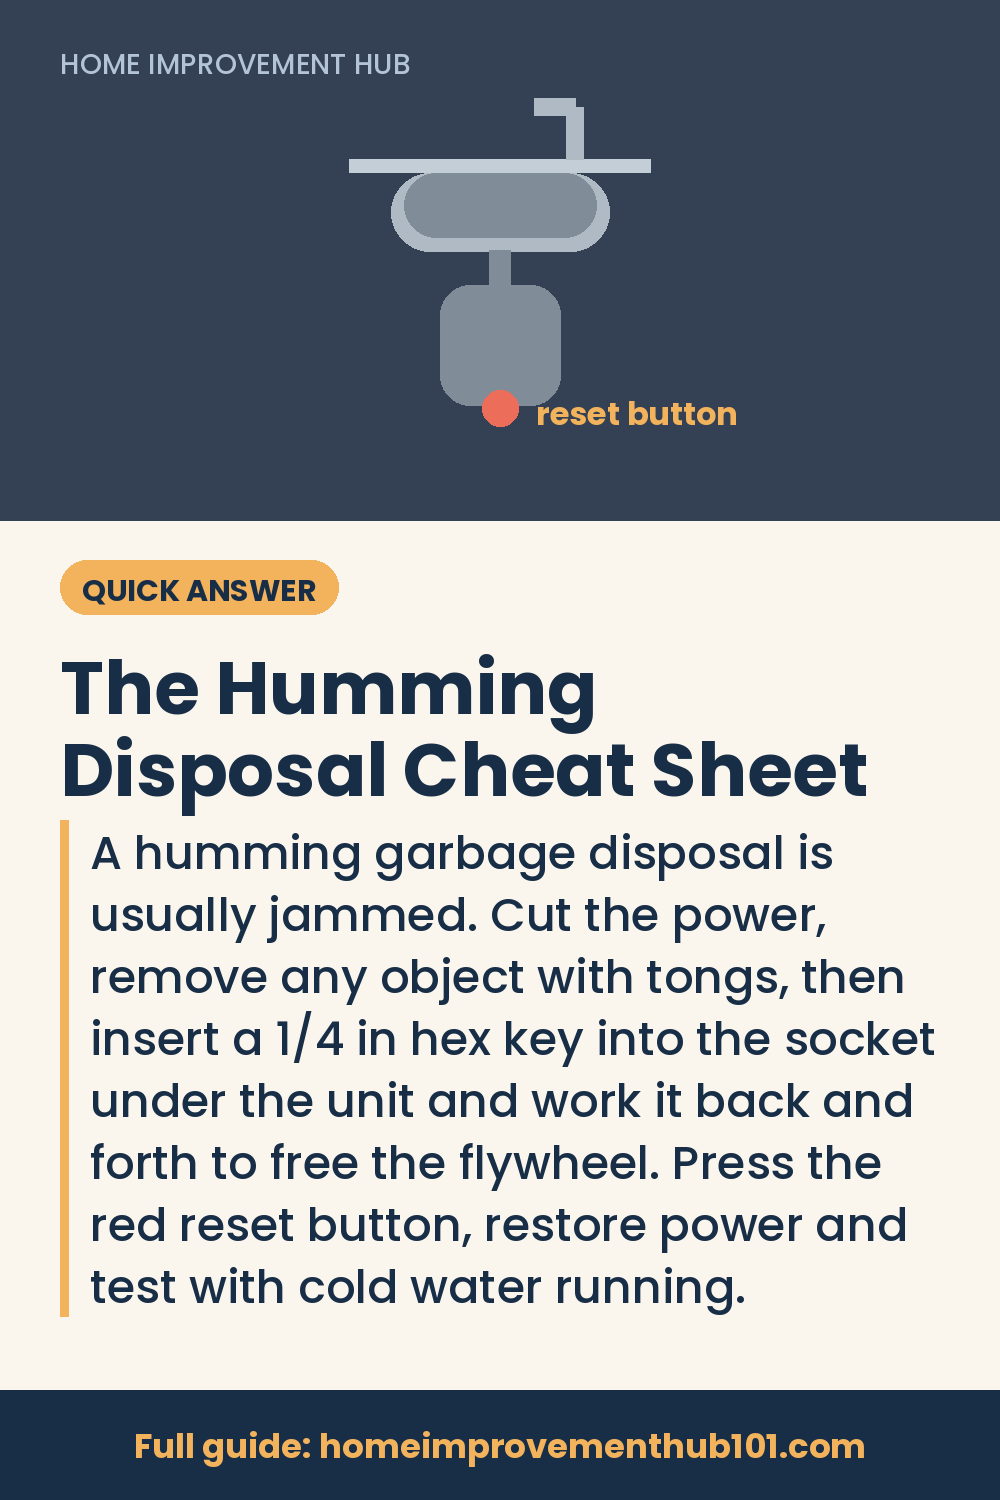 HOME IMPROVEMENT HUB
reset button
QUICK ANSWER
The Humming
Disposal Cheat Sheet
A humming garbage disposal is
usually jammed. Cut the power,
remove any object with tongs, then
insert a 1/4 in hex key into the socket
under the unit and work it back and
forth to free the flywheel. Press the
red reset button, restore power and
test with cold water running.
Full guide: homeimprovementhub101.com